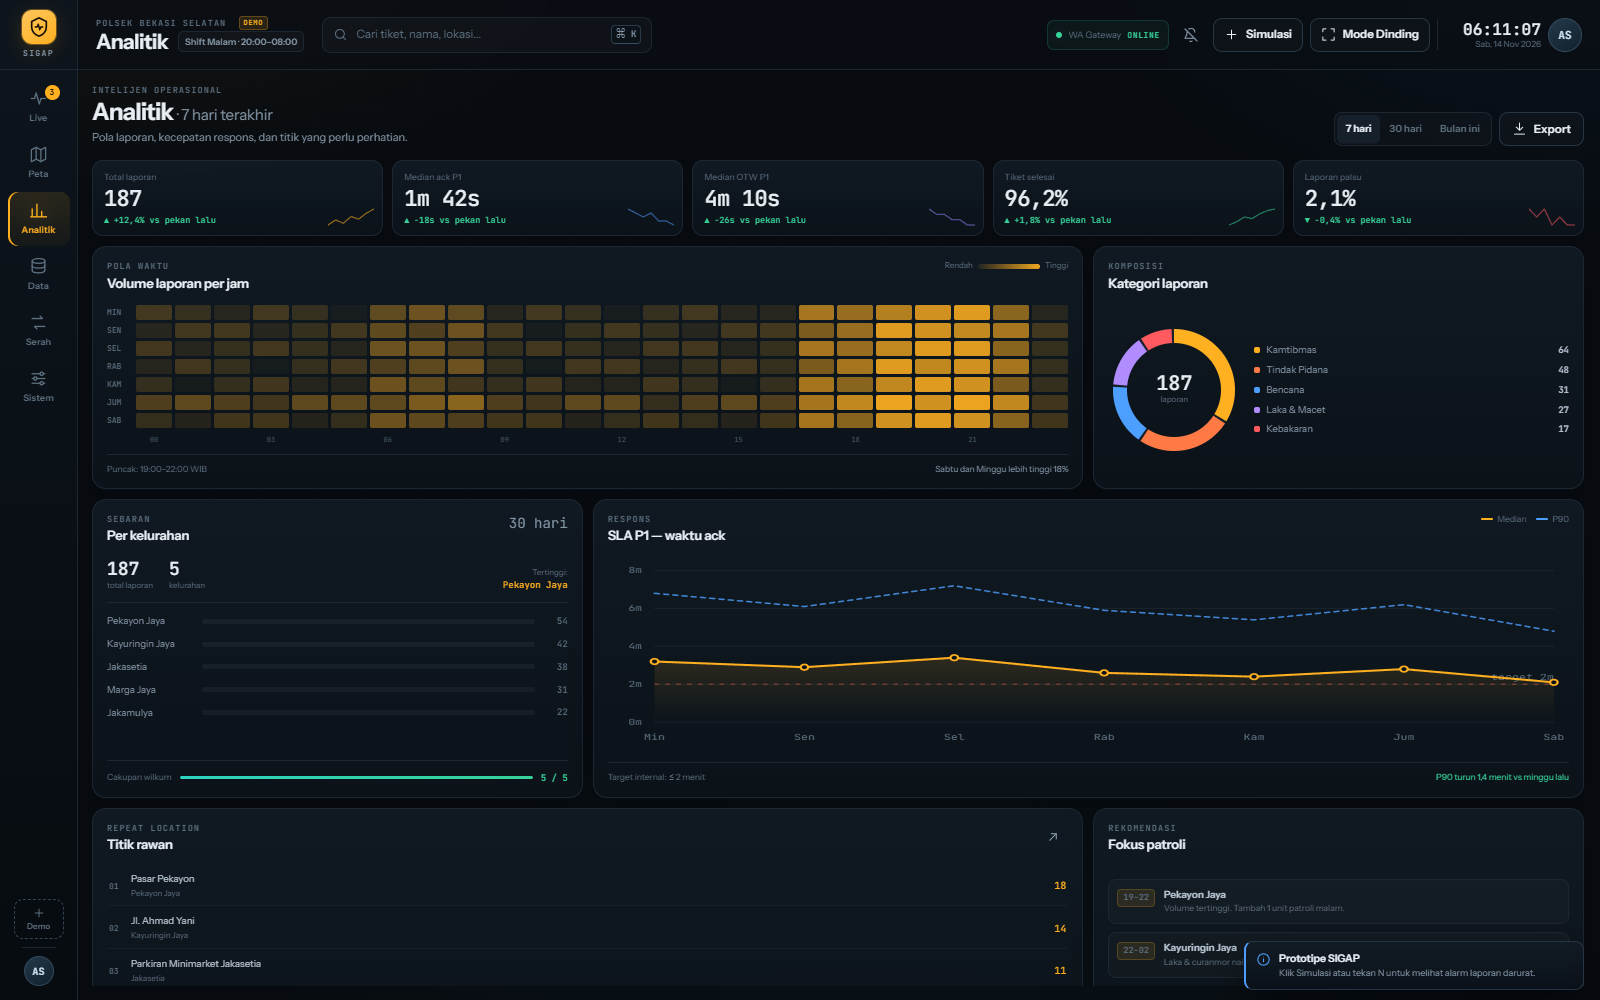 SIGAP
POLSEK BEKASI SELATAN DEMO
Analitik Shift Malam · 20:00–08:00
Cari tiket, nama, lokasi...
⌘ K
WA Gateway ONLINE
Simulasi
Mode Dinding
06:11:07
Sab, 14 Nov 2026
AS
3
Live
Peta
Analitik
Data
Serah
Sistem
Demo
AS
INTELIJEN OPERASIONAL
Analitik · 7 hari terakhir
Pola laporan, kecepatan respons, dan titik yang perlu perhatian.
7 hari 30 hari Bulan ini
Export
Total laporan
187
▲ +12,4% vs pekan lalu
Median ack P1
1m 42s
▲ -18s vs pekan lalu
Median OTW P1
4m 10s
▲ -26s vs pekan lalu
Tiket selesai
96,2%
▲ +1,8% vs pekan lalu
Laporan palsu
2,1%
▼ -0,4% vs pekan lalu
POLA WAKTU
Volume laporan per jam
Rendah Tinggi
MIN
SEN
SEL
RAB
KAM
JUM
SAB
00 03 06 09 12 15 18 21
Puncak: 19:00–22:00 WIB
Sabtu dan Minggu lebih tinggi 18%
KOMPOSISI
Kategori laporan
187
laporan
Kamtibmas 64
Tindak Pidana 48
Bencana 31
Laka & Macet 27
Kebakaran 17
SEBARAN
Per kelurahan
30 hari
187
total laporan
5
kelurahan
Tertinggi:
Pekayon Jaya
Pekayon Jaya 54
Kayuringin Jaya 42
Jakasetia 38
Marga Jaya 31
Jakamulya 22
Cakupan wilkum 5 / 5
RESPONS
SLA P1 — waktu ack
Median P90
8m
6m
4m
2m
0m
target 2m
Min Sen Sel Rab Kam Jum Sab
Target internal: ≤ 2 menit
P90 turun 1,4 menit vs minggu lalu
REPEAT LOCATION
Titik rawan
01 Pasar Pekayon 18
Pekayon Jaya
02 Jl. Ahmad Yani 14
Kayuringin Jaya
03 Parkiran Minimarket Jakasetia 11
Jakasetia
REKOMENDASI
Fokus patroli
19–22 Pekayon Jaya
Volume tertinggi. Tambah 1 unit patroli malam.
22–02 Kayuringin Jaya
Laka & curanmor
Prototipe SIGAP
Klik Simulasi atau tekan N untuk melihat alarm laporan darurat.